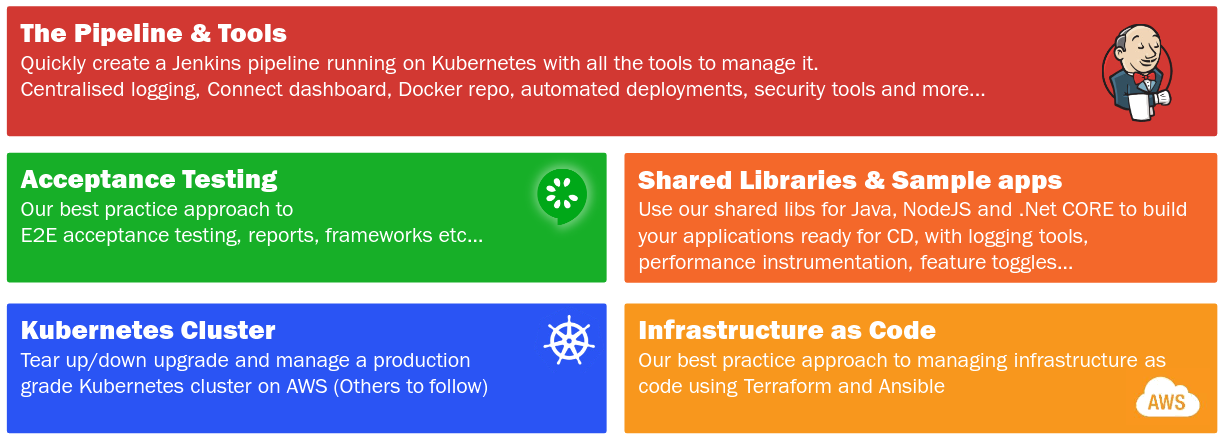 The Pipeline & Tools
Quickly create a Jenkins pipeline running on Kubernetes with all the tools to manage it.
Centralised logging, Connect dashboard, Docker repo, automated deployments, security tools and more...
Acceptance Testing
Our best practice approach to
E2E acceptance testing, reports, frameworks etc...
Shared Libraries & Sample apps
Use our shared libs for Java, NodeJS and .Net CORE to build
your applications ready for CD, with logging tools,
performance instrumentation, feature toggles...
Kubernetes Cluster
Tear up/down upgrade and manage a production
grade Kubernetes cluster on AWS (Others to follow)
Infrastructure as Code
Our best practice approach to managing infrastructure as
code using Terraform and Ansible
AWS